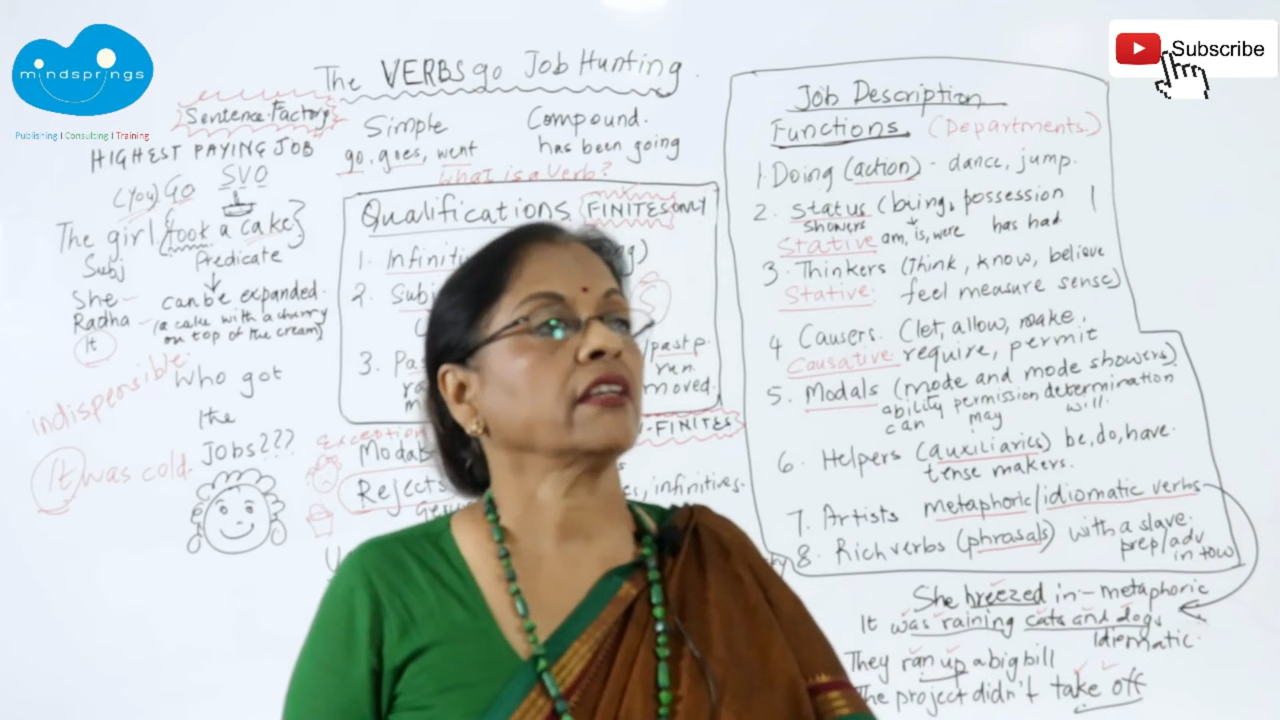 mindsprings
Publishing I Consulting I Training
Subscribe
The VERBS go Job Hunting.
Sentence Factory
HIGHEST PAYING JOB
(You) Go SVO
The girl {took a cake}
Subj Predicate
She –
Radha –
It
can be expanded.
(a cake with a cherry
on top of the cream)
indispensible
Who got
the
Jobs???
It was cold.
Simple
go, goes, went
Compound.
has been going
What is a Verb?
Qualifications FINITES ONLY
1. Infiniti
2. Subj
3. Pa
/past p.
run
moved.
-FINITES
Exception
Modals
Rejects
infinitives.
Job Description
Functions. (Departments.)
1. Doing (action) - dance, jump.
2. Status (being, possession
showers am, is, were has had
Stative
3. Thinkers (Think, know, believe
Stative: feel measure sense)
4 Causers. (let, allow, make,
Causative require, permit
5. Modals (mode and mode showers)
ability permission determination
can may will.
6. Helpers (auxiliaries) be, do, have.
tense makers.
7. Artists metaphoric/idiomatic verbs
8. Rich verbs (phrasals) with a slave.
prep/adv
in tow
She breezed in – metaphoric
It was raining cats and dogs
Idiomatic.
They ran up a big bill
The project didn't take off